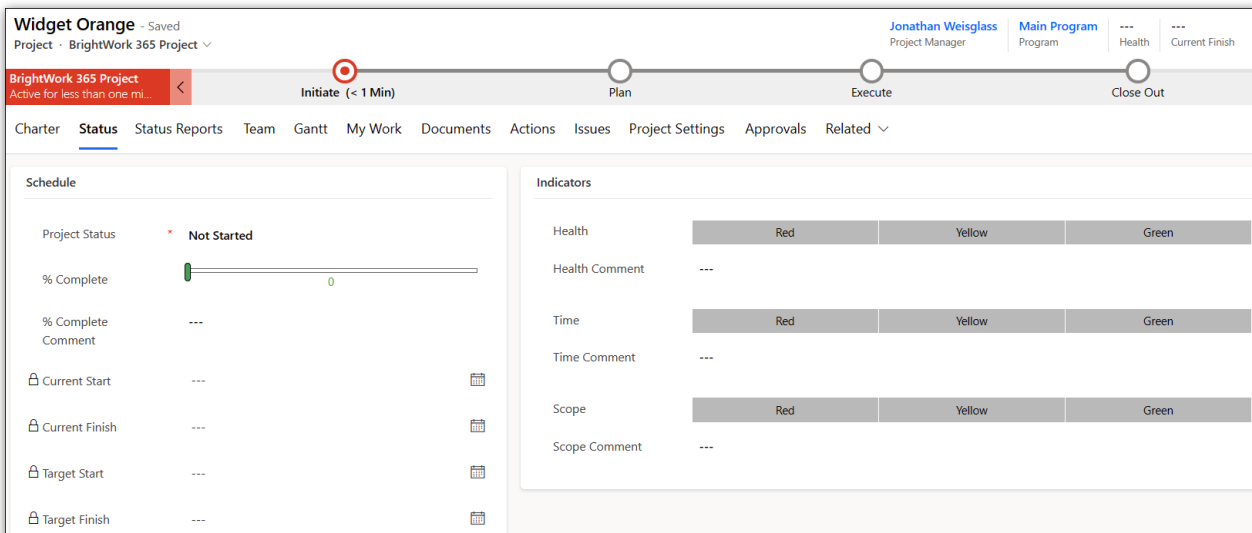 Widget Orange - Saved
Project · BrightWork 365 Project
Jonathan Weisglass
Project Manager
Main Program
Program
---
Health
---
Current Finish
BrightWork 365 Project
Active for less than one mi...
Initiate (< 1 Min)
Plan
Execute
Close Out
Charter Status Status Reports Team Gantt My Work Documents Actions Issues Project Settings Approvals Related
Schedule
Project Status * Not Started
% Complete
0
% Complete
Comment
---
Current Start ---
Current Finish ---
Target Start ---
Target Finish ---
Indicators
Health Red Yellow Green
Health Comment ---
Time Red Yellow Green
Time Comment ---
Scope Red Yellow Green
Scope Comment ---